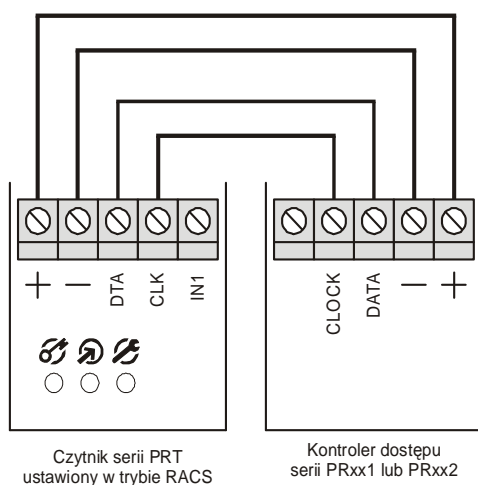 + — DTA CLK IN1
CLOCK DATA — +
Czytnik serii PRT
ustawiony w trybie RACS
Kontroler dostępu
serii PRxx1 lub PRxx2